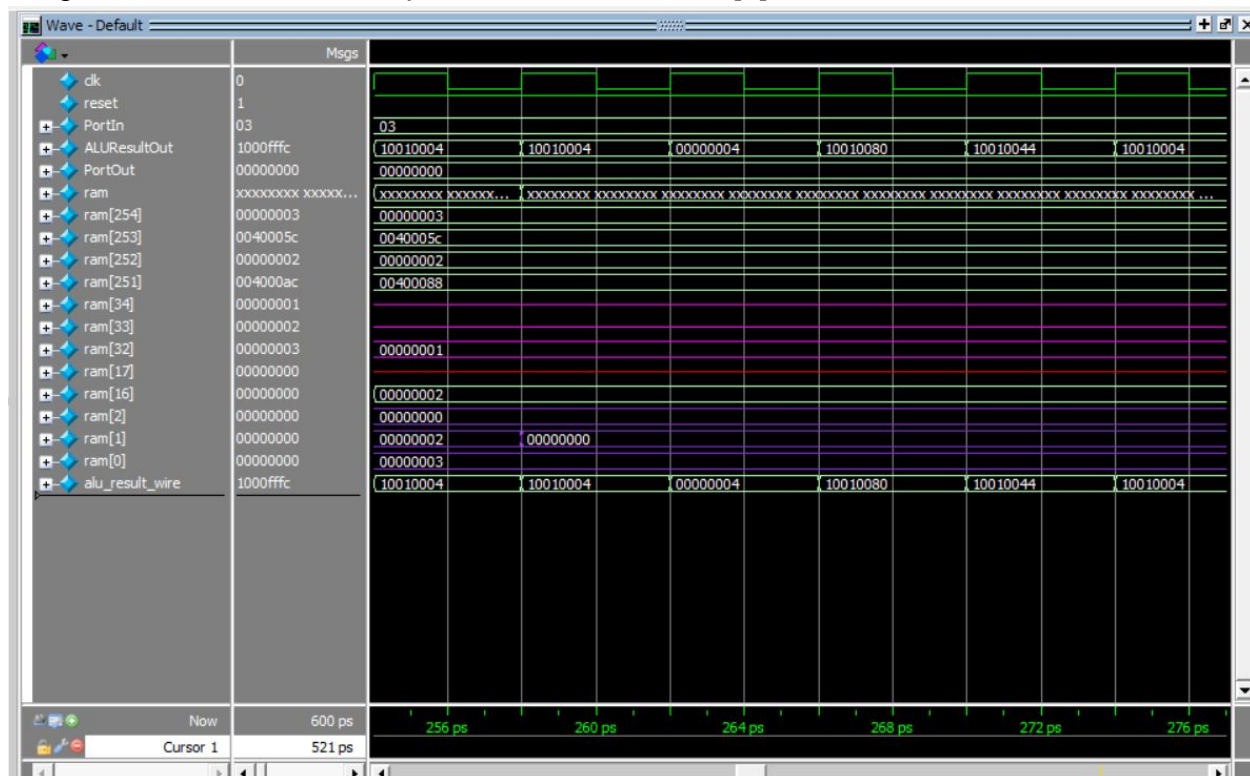 Wave - Default
Msgs
clk 0
reset 1
PortIn 03 03
ALUResultOut 1000fffc 10010004 10010004 00000004 10010080 10010044 10010004
PortOut 00000000 00000000
ram xxxxxxxx xxxxx... xxxxxxxx xxxxxx... xxxxxxxx xxxxxxxx xxxxxxxx xxxxxxxx xxxxxxxx xxxxxxxx xxxxxxxx xxxxxxxx xxxxxxxx xxxxxxxx ...
ram[254] 00000003 00000003
ram[253] 0040005c 0040005c
ram[252] 00000002 00000002
ram[251] 004000ac 00400088
ram[34] 00000001
ram[33] 00000002
ram[32] 00000003 00000001
ram[17] 00000000
ram[16] 00000000 00000002
ram[2] 00000000 00000000
ram[1] 00000000 00000002 00000000
ram[0] 00000000 00000003
alu_result_wire 1000fffc 10010004 10010004 00000004 10010080 10010044 10010004
Now 600 ps 256 ps 260 ps 264 ps 268 ps 272 ps 276 ps
Cursor 1 521 ps